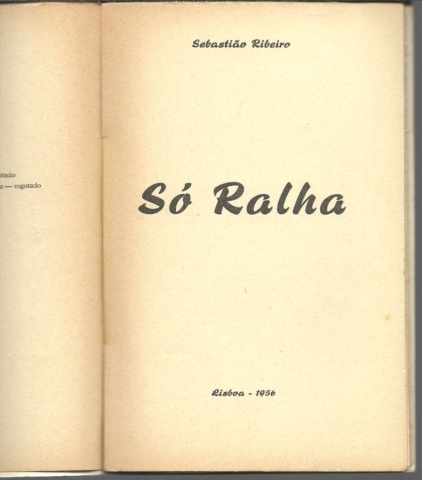 — esgotado
Sebastião Ribeiro
Só Ralha
Lisboa - 1956